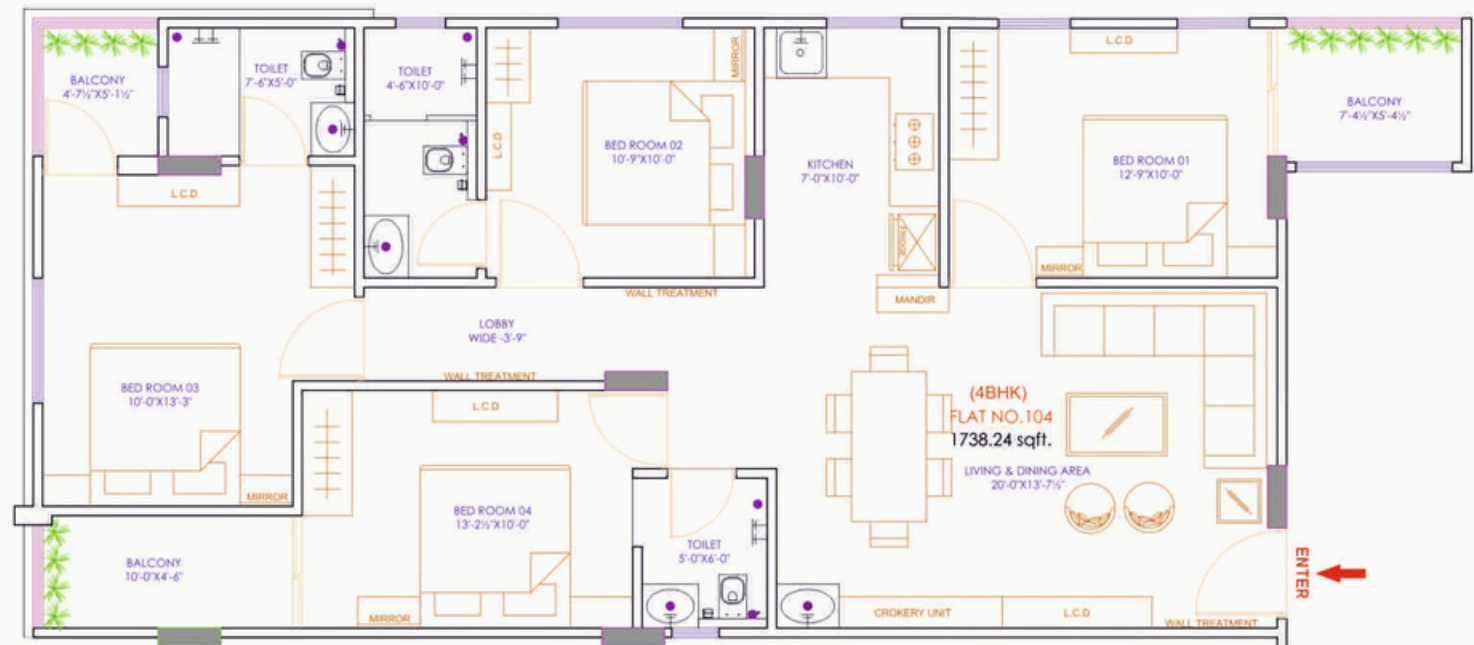 BALCONY
4'-7½"X5'-1½"
TOILET
7'-6"X5'-0"
TOILET
4'-6"X10'-0"
L.C.D
BED ROOM 02
10'-9"X10'-0"
MIRROR
KITCHEN
7'-0"X10'-0"
FRIDGE
MANDIR
L.C.D
BED ROOM 01
12'-9"X10'-0"
MIRROR
BALCONY
7'-4½"X5'-4½"
L.C.D
WALL TREATMENT
LOBBY
WIDE -3'-9"
WALL TREATMENT
BED ROOM 03
10'-0"X13'-3"
MIRROR
L.C.D
BED ROOM 04
13'-2½"X10'-0"
MIRROR
BALCONY
10'-0"X4'-6"
TOILET
5'-0"X6'-0"
(4BHK)
FLAT NO.104
1738.24 sqft.
LIVING & DINING AREA
20'-0"X13'-7½"
CROKERY UNIT
L.C.D
WALL TREATMENT
ENTER